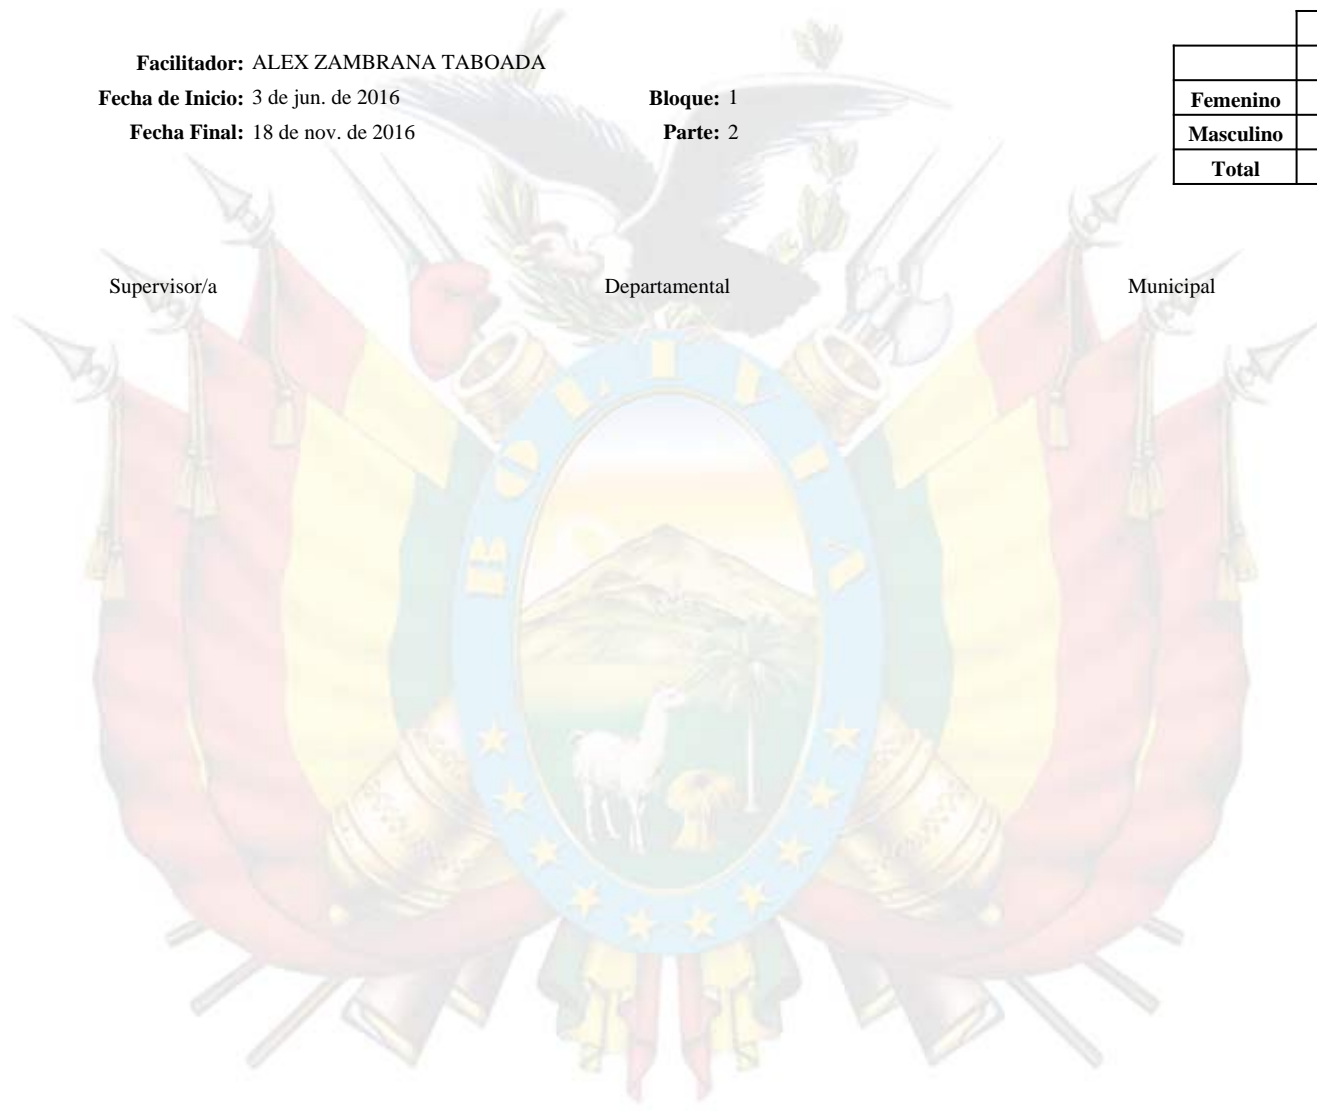 Facilitador: ALEX ZAMBRANA TABOADA
Fecha de Inicio: 3 de jun. de 2016 Bloque: 1
Femenino
Fecha Final: 18 de nov. de 2016 Parte: 2
Masculino
Total
Supervisor/a Departamental Municipal
BOLIVIA